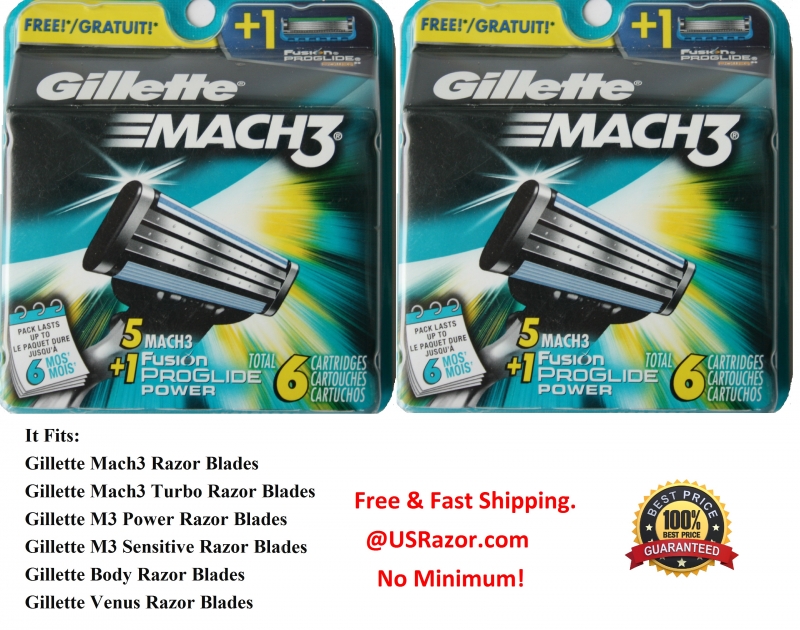 FREE!*/GRATUIT!*
+1
Fusion®
PROGLIDE®
Gillette®
MACH3®
PACK LASTS
UP TO
LE PAQUET DURE
JUSQU'À
6 MOS*
MOIS*
5 MACH3
+1 Fusion
PROGLIDE
POWER
TOTAL 6 CARTRIDGES
CARTOUCHES
CARTUCHOS
FREE!*/GRATUIT!*
+1
Fusion®
PROGLIDE®
Gillette®
MACH3®
PACK LASTS
UP TO
LE PAQUET DURE
JUSQU'À
6 MOS*
MOIS*
5 MACH3
+1 Fusion
PROGLIDE
POWER
TOTAL 6 CARTRIDGES
CARTOUCHES
CARTUCHOS
It Fits:
Gillette Mach3 Razor Blades
Gillette Mach3 Turbo Razor Blades
Gillette M3 Power Razor Blades
Gillette M3 Sensitive Razor Blades
Gillette Body Razor Blades
Gillette Venus Razor Blades
Free & Fast Shipping.
@USRazor.com
No Minimum!
BEST PRICE
100%
BEST PRICE
GUARANTEED